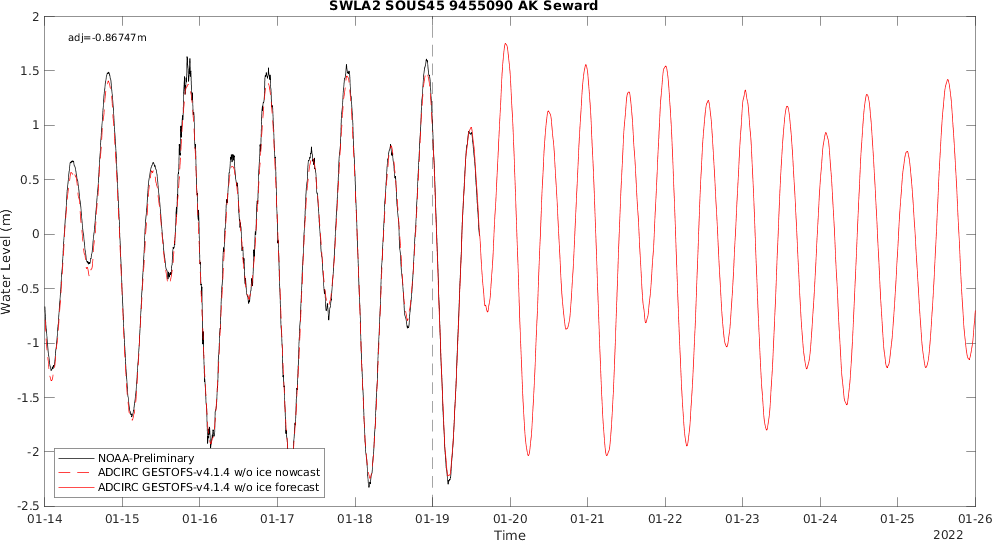 SWLA2 SOUS45 9455090 AK Seward
adj=-0.86747m
2
1.5
1
0.5
0
-0.5
-1
-1.5
-2
-2.5
Water Level (m)
NOAA-Preliminary
ADCIRC GESTOFS-v4.1.4 w/o ice nowcast
ADCIRC GESTOFS-v4.1.4 w/o ice forecast
01-14 01-15 01-16 01-17 01-18 01-19 01-20 01-21 01-22 01-23 01-24 01-25 01-26
Time
2022